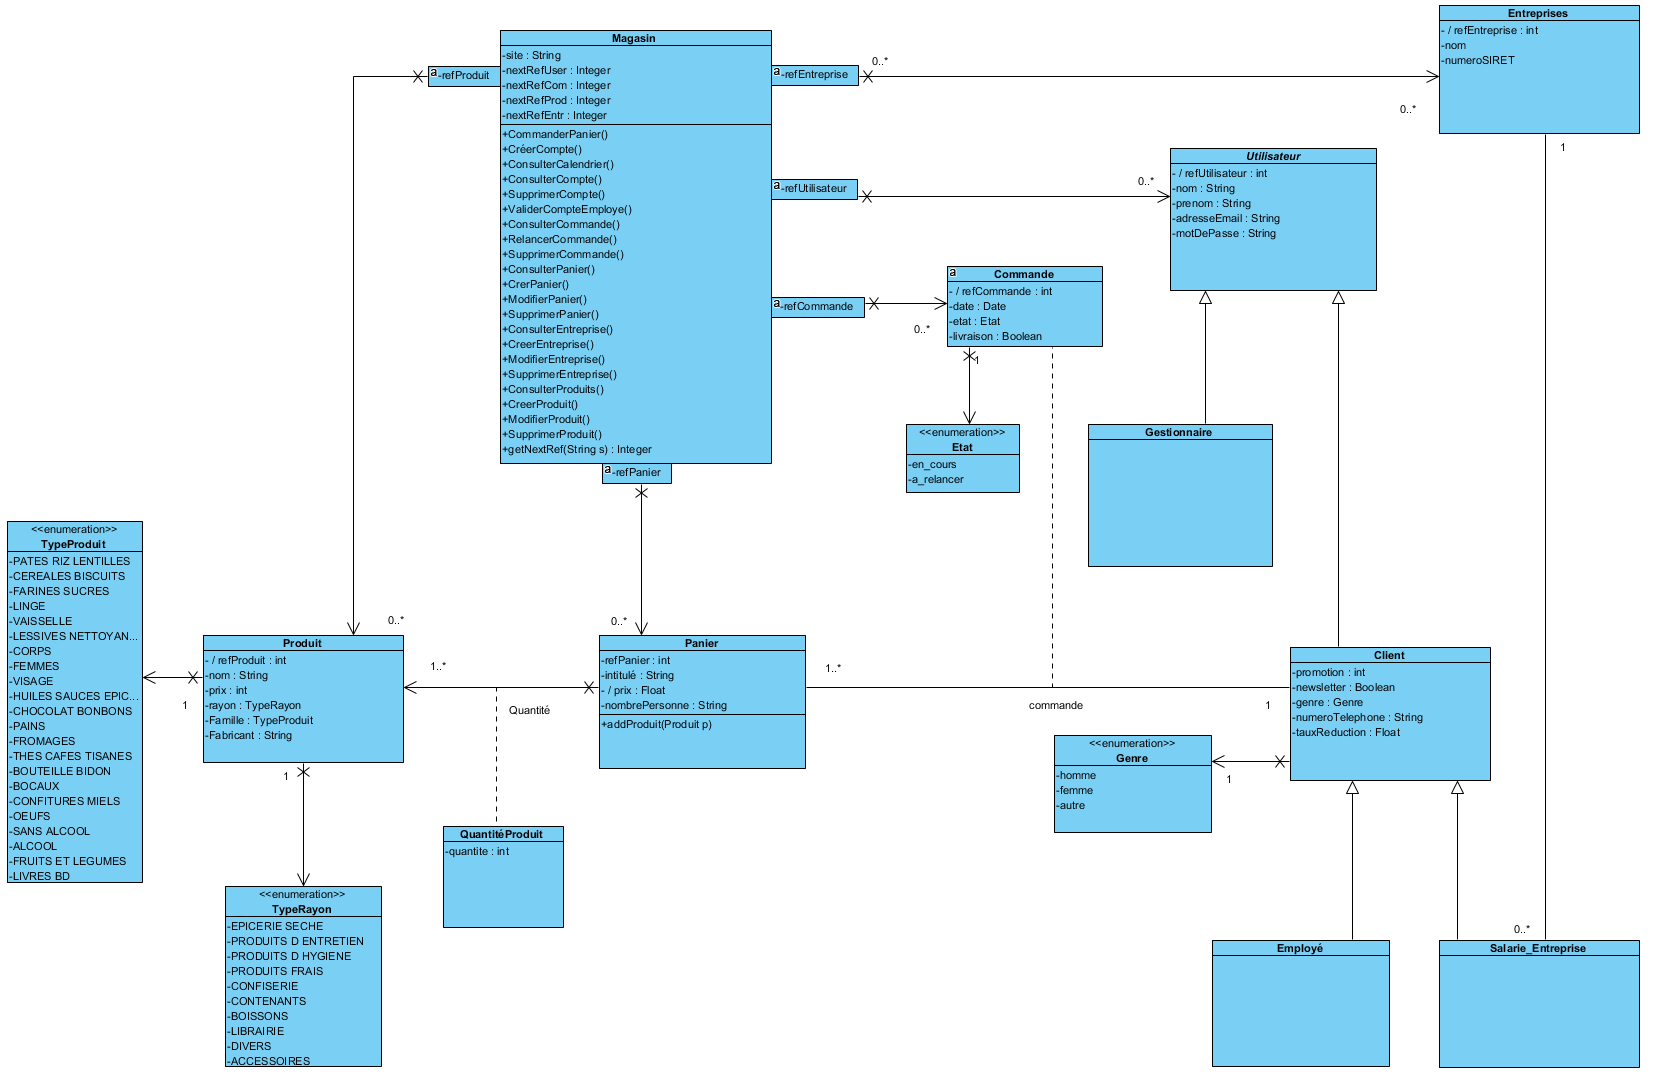 Magasin
-site : String
-nextRefUser : Integer
-nextRefCom : Integer
-nextRefProd : Integer
-nextRefEntr : Integer
+CommanderPanier()
+CréerCompte()
+ConsulterCalendrier()
+ConsulterCompte()
+SupprimerCompte()
+ValiderCompteEmploye()
+ConsulterCommande()
+RelancerCommande()
+SupprimerCommande()
+ConsulterPanier()
+CrerPanier()
+ModifierPanier()
+SupprimerPanier()
+ConsulterEntreprise()
+CreerEntreprise()
+ModifierEntreprise()
+SupprimerEntreprise()
+ConsulterProduits()
+CreerProduit()
+ModifierProduit()
+SupprimerProduit()
+getNextRef(String s) : Integer
a-refProduit
a-refEntreprise
0..*
0..*
a-refUtilisateur
0..*
a-refCommande
0..*
a-refPanier
0..*
Entreprises
- / refEntreprise : int
-nom
-numeroSIRET
1
Utilisateur
- / refUtilisateur : int
-nom : String
-prenom : String
-adresseEmail : String
-motDePasse : String
a
Commande
- / refCommande : int
-date : Date
-etat : Etat
-livraison : Boolean
1
<<enumeration>>
Etat
-en_cours
-a_relancer
Gestionnaire
<<enumeration>>
TypeProduit
-PATES RIZ LENTILLES
-CEREALES BISCUITS
-FARINES SUCRES
-LINGE
-VAISSELLE
-LESSIVES NETTOYAN...
-CORPS
-FEMMES
-VISAGE
-HUILES SAUCES EPIC...
-CHOCOLAT BONBONS
-PAINS
-FROMAGES
-THES CAFES TISANES
-BOUTEILLE BIDON
-BOCAUX
-CONFITURES MIELS
-OEUFS
-SANS ALCOOL
-ALCOOL
-FRUITS ET LEGUMES
-LIVRES BD
1
0..*
Produit
- / refProduit : int
-nom : String
-prix : int
-rayon : TypeRayon
-Famille : TypeProduit
-Fabricant : String
1
1..*
Quantité
Panier
-refPanier : int
-intitulé : String
- / prix : Float
-nombrePersonne : String
+addProduit(Produit p)
1..*
commande
1
Client
-promotion : int
-newsletter : Boolean
-genre : Genre
-numeroTelephone : String
-tauxReduction : Float
<<enumeration>>
Genre
-homme
-femme
-autre
1
QuantitéProduit
-quantite : int
<<enumeration>>
TypeRayon
-EPICERIE SECHE
-PRODUITS D ENTRETIEN
-PRODUITS D HYGIENE
-PRODUITS FRAIS
-CONFISERIE
-CONTENANTS
-BOISSONS
-LIBRAIRIE
-DIVERS
-ACCESSOIRES
Employé
0..*
Salarie_Entreprise